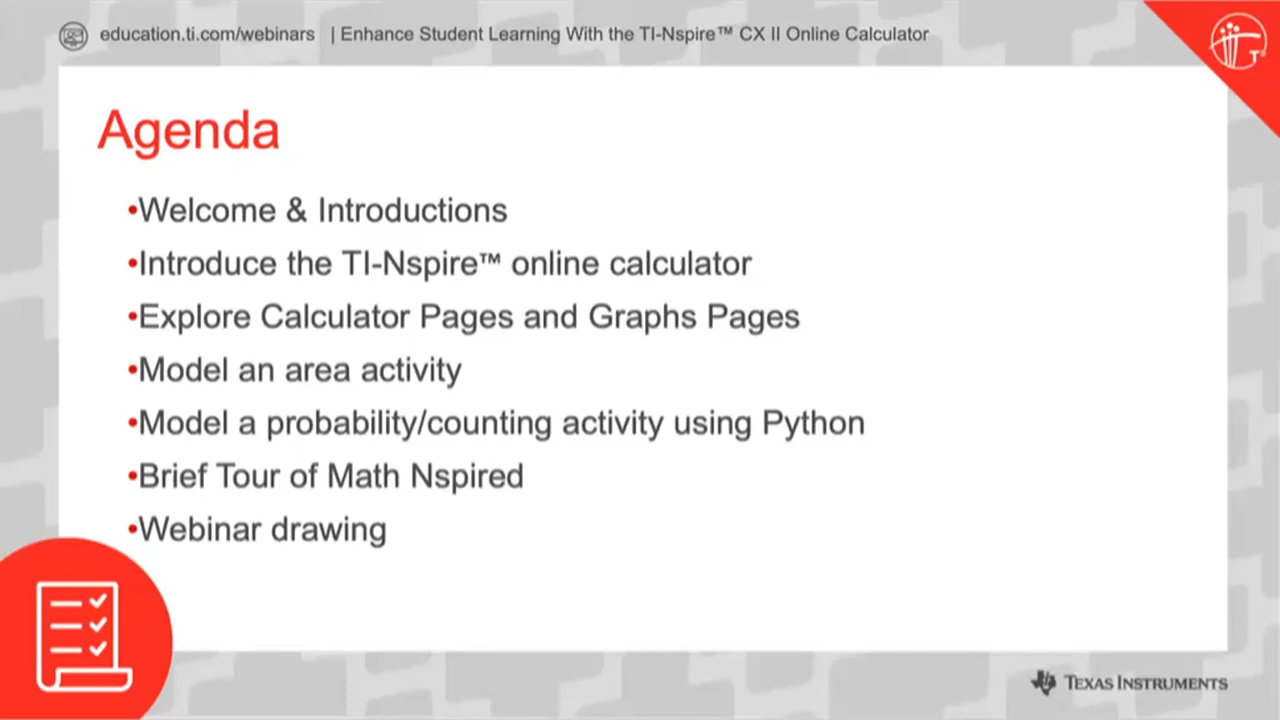 education.ti.com/webinars | Enhance Student Learning With the TI-Nspire™ CX II Online Calculator
Agenda
•Welcome & Introductions
•Introduce the TI-Nspire™ online calculator
•Explore Calculator Pages and Graphs Pages
•Model an area activity
•Model a probability/counting activity using Python
•Brief Tour of Math Nspired
•Webinar drawing
TEXAS INSTRUMENTS